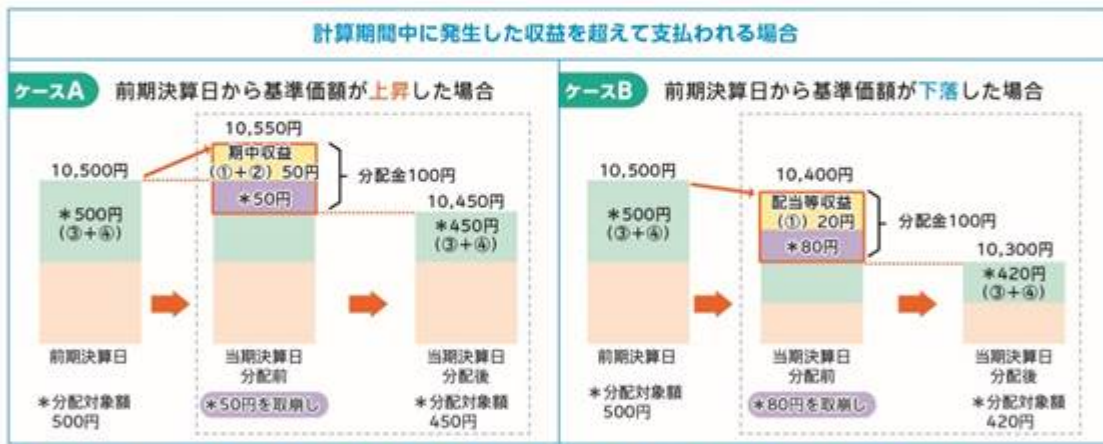 計算期間中に発生した収益を超えて支払われる場合
ケースA
前期決算日から基準価額が上昇した場合
10,500円
＊500円
(③+④)
前期決算日
＊分配対象額
500円
10,550円
期中収益
(①+②) 50円
＊50円
分配金100円
当期決算日
分配前
＊50円を取崩し
10,450円
＊450円
(③+④)
当期決算日
分配後
＊分配対象額
450円
ケースB
前期決算日から基準価額が下落した場合
10,500円
＊500円
(③+④)
前期決算日
＊分配対象額
500円
10,400円
配当等収益
(①) 20円
＊80円
分配金100円
当期決算日
分配前
＊80円を取崩し
10,300円
＊420円
(③+④)
当期決算日
分配後
＊分配対象額
420円